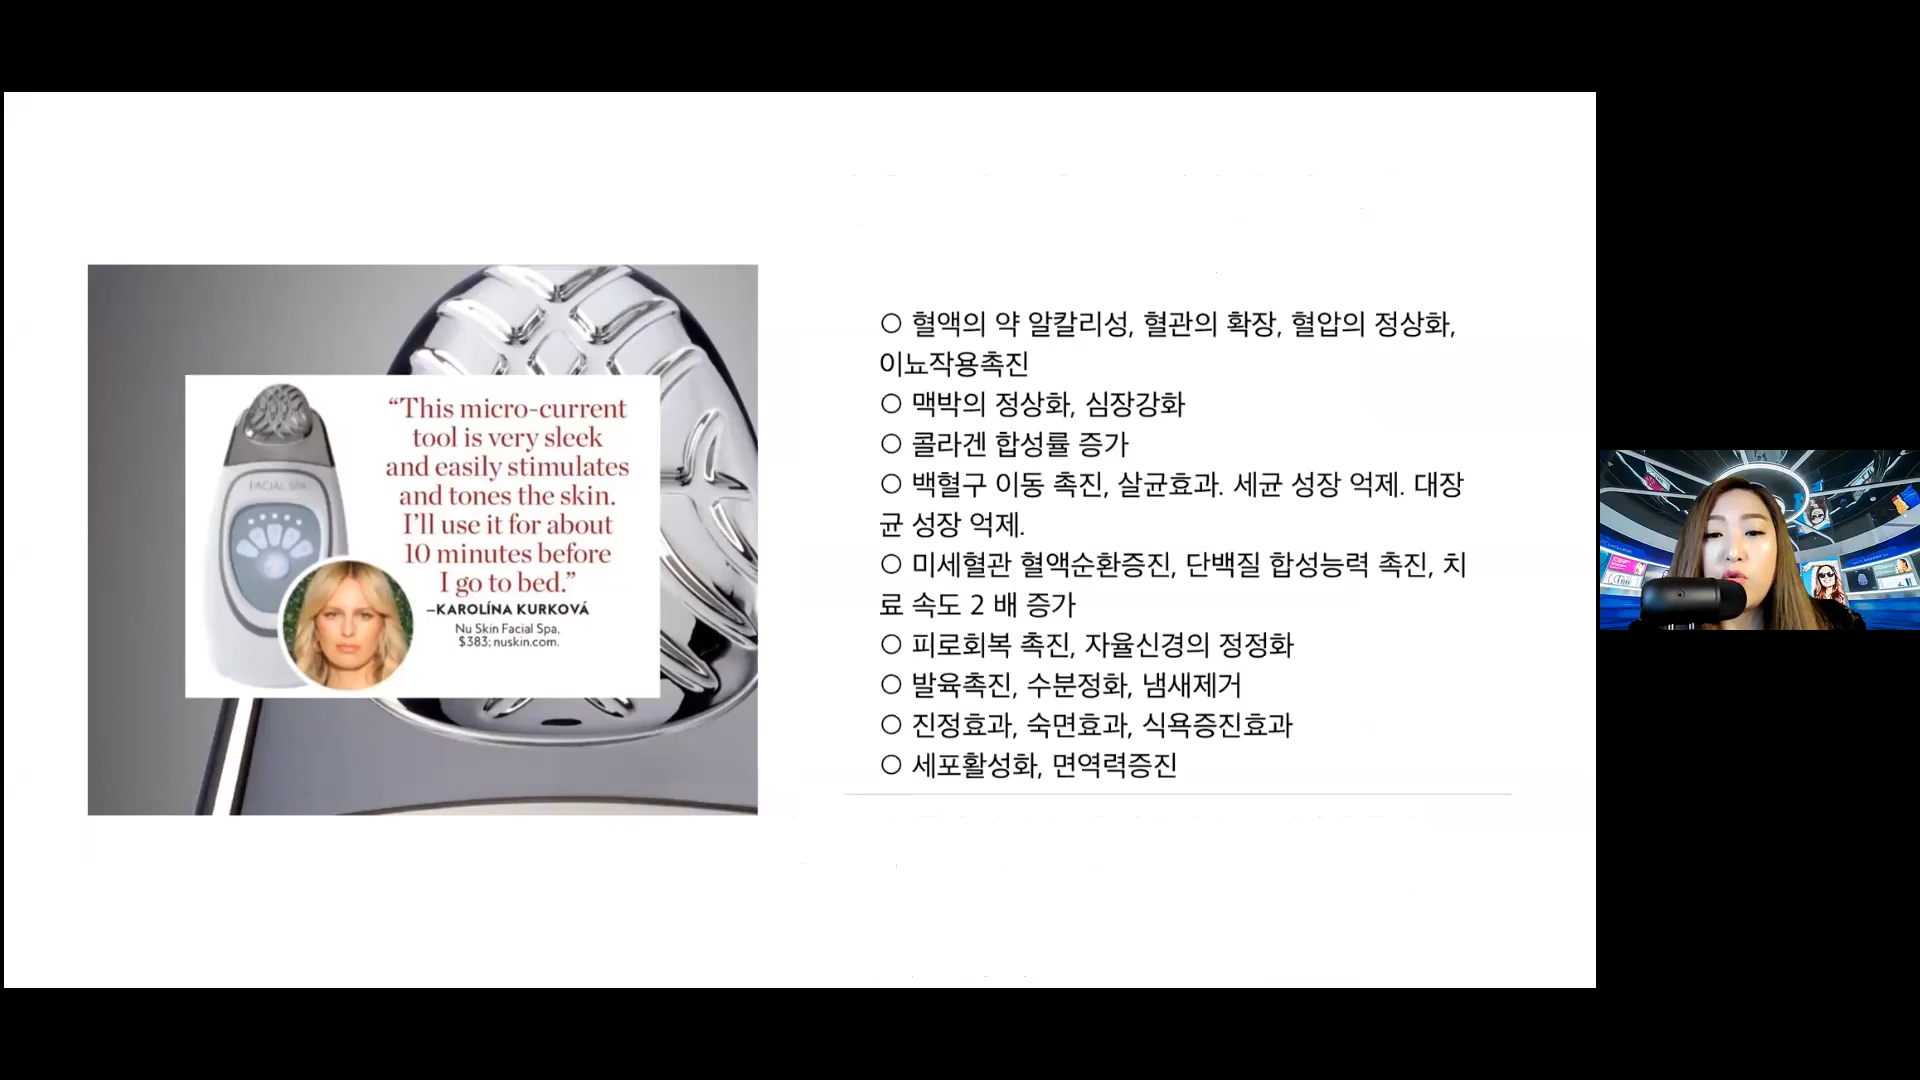 FACIAL SPA
“This micro-current
tool is very sleek
and easily stimulates
and tones the skin.
I’ll use it for about
10 minutes before
I go to bed.”
–KAROLÍNA KURKOVÁ
Nu Skin Facial Spa,
$383; nuskin.com.
○ 혈액의 약 알칼리성, 혈관의 확장, 혈압의 정상화,
이뇨작용촉진
○ 맥박의 정상화, 심장강화
○ 콜라겐 합성률 증가
○ 백혈구 이동 촉진, 살균효과. 세균 성장 억제. 대장
균 성장 억제.
○ 미세혈관 혈액순환증진, 단백질 합성능력 촉진, 치
료 속도 2 배 증가
○ 피로회복 촉진, 자율신경의 정정화
○ 발육촉진, 수분정화, 냄새제거
○ 진정효과, 숙면효과, 식욕증진효과
○ 세포활성화, 면역력증진